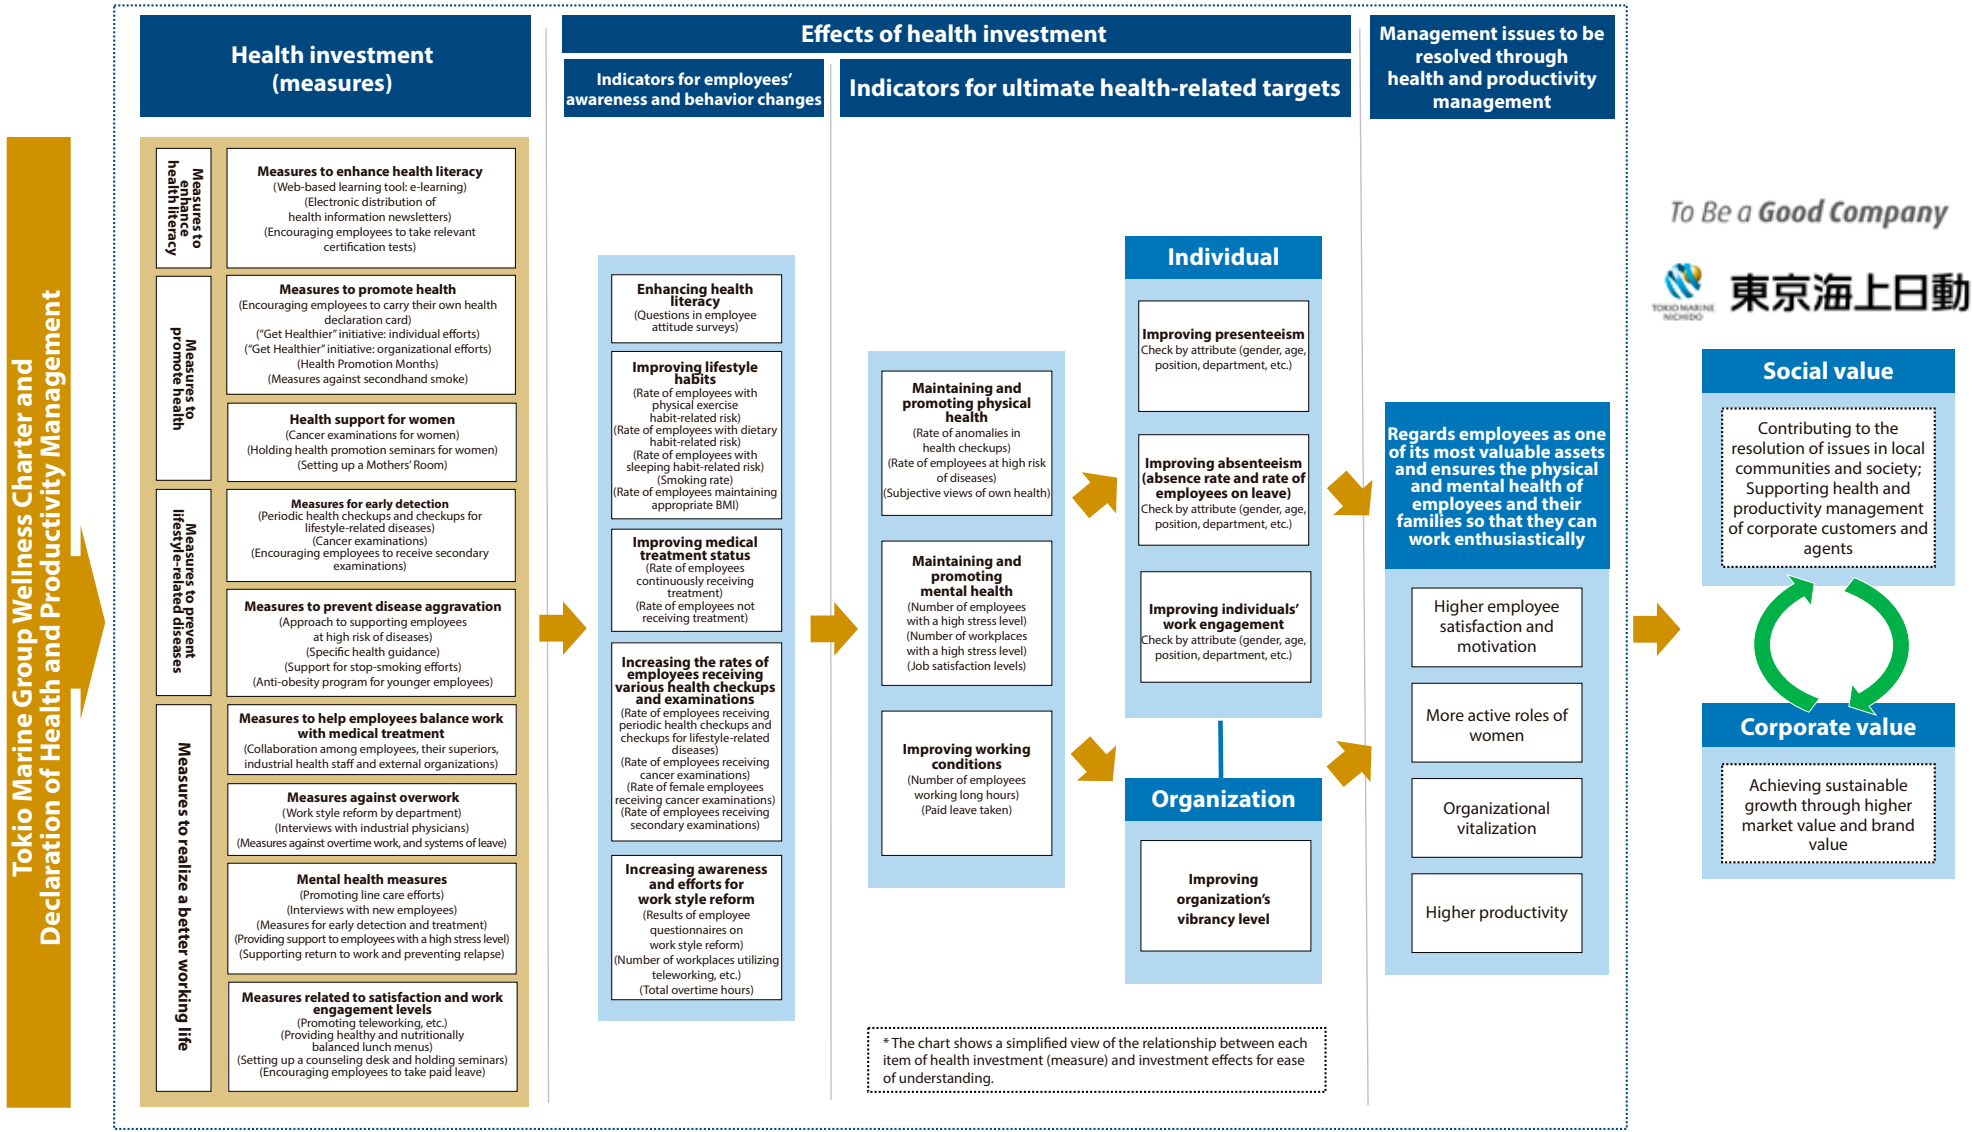 Tokio Marine Group Wellness Charter and
Declaration of Health and Productivity Management
Health investment
(measures)
Measures to
enhance
health literacy
Measures to enhance health literacy
(Web-based learning tool: e-learning)
(Electronic distribution of
health information newsletters)
(Encouraging employees to take relevant
certification tests)
Measures to
promote health
Measures to promote health
(Encouraging employees to carry their own health
declaration card)
("Get Healthier" initiative: individual efforts)
("Get Healthier" initiative: organizational efforts)
(Health Promotion Months)
(Measures against secondhand smoke)
Health support for women
(Cancer examinations for women)
(Holding health promotion seminars for women)
(Setting up a Mothers' Room)
Measures to prevent
lifestyle-related diseases
Measures for early detection
(Periodic health checkups and checkups for
lifestyle-related diseases)
(Cancer examinations)
(Encouraging employees to receive secondary
examinations)
Measures to prevent disease aggravation
(Approach to supporting employees
at high risk of diseases)
(Specific health guidance)
(Support for stop-smoking efforts)
(Anti-obesity program for younger employees)
Measures to realize a better working life
Measures to help employees balance work
with medical treatment
(Collaboration among employees, their superiors,
industrial health staff and external organizations)
Measures against overwork
(Work style reform by department)
(Interviews with industrial physicians)
(Measures against overtime work, and systems of leave)
Mental health measures
(Promoting line care efforts)
(Interviews with new employees)
(Measures for early detection and treatment)
(Providing support to employees with a high stress level)
(Supporting return to work and preventing relapse)
Measures related to satisfaction and work
engagement levels
(Promoting teleworking, etc.)
(Providing healthy and nutritionally
balanced lunch menus)
(Setting up a counseling desk and holding seminars)
(Encouraging employees to take paid leave)
Effects of health investment
Indicators for employees'
awareness and behavior changes
Enhancing health
literacy
(Questions in employee
attitude surveys)
Improving lifestyle
habits
(Rate of employees with
physical exercise
habit-related risk)
(Rate of employees with dietary
habit-related risk)
(Rate of employees with
sleeping habit-related risk)
(Smoking rate)
(Rate of employees maintaining
appropriate BMI)
Improving medical
treatment status
(Rate of employees
continuously receiving
treatment)
(Rate of employees not
receiving treatment)
Increasing the rates of
employees receiving
various health checkups
and examinations
(Rate of employees receiving
periodic health checkups and
checkups for lifestyle-related
diseases)
(Rate of employees receiving
cancer examinations)
(Rate of female employees
receiving cancer examinations)
(Rate of employees receiving
secondary examinations)
Increasing awareness
and efforts for
work style reform
(Results of employee
questionnaires on
work style reform)
(Number of workplaces utilizing
teleworking, etc.)
(Total overtime hours)
Indicators for ultimate health-related targets
Maintaining and
promoting physical
health
(Rate of anomalies in
health checkups)
(Rate of employees at high risk
of diseases)
(Subjective views of own health)
Maintaining and
promoting
mental health
(Number of employees
with a high stress level)
(Number of workplaces
with a high stress level)
(Job satisfaction levels)
Improving working
conditions
(Number of employees
working long hours)
(Paid leave taken)
Individual
Improving presenteeism
Check by attribute (gender, age,
position, department, etc.)
Improving absenteeism
(absence rate and rate of
employees on leave)
Check by attribute (gender, age,
position, department, etc.)
Improving individuals'
work engagement
Check by attribute (gender, age,
position, department, etc.)
Organization
Improving
organization's
vibrancy level
* The chart shows a simplified view of the relationship between each
item of health investment (measure) and investment effects for ease
of understanding.
Management issues to be
resolved through
health and productivity
management
Regards employees as one
of its most valuable assets
and ensures the physical
and mental health of
employees and their
families so that they can
work enthusiastically
Higher employee
satisfaction and
motivation
More active roles of
women
Organizational
vitalization
Higher productivity
To Be a Good Company
TOKIO MARINE
NICHIDO
東京海上日動
Social value
Contributing to the
resolution of issues in local
communities and society;
Supporting health and
productivity management
of corporate customers and
agents
Corporate value
Achieving sustainable
growth through higher
market value and brand
value